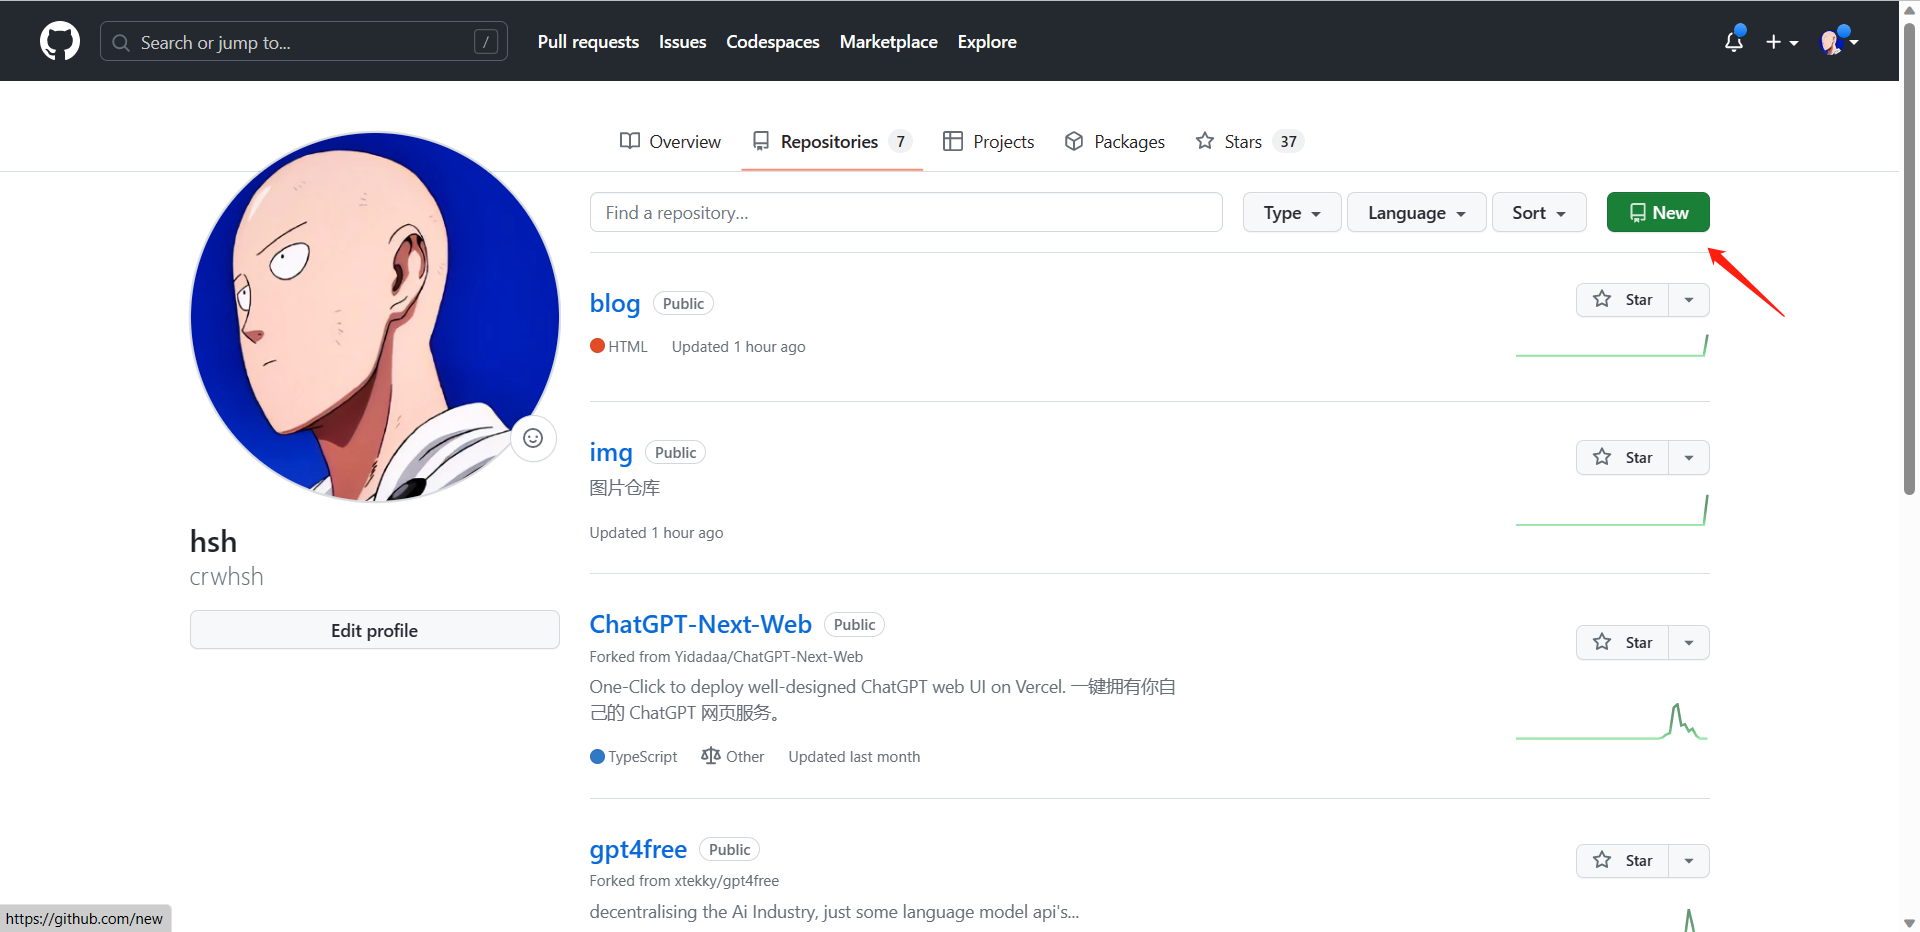 Search or jump to... / Pull requests Issues Codespaces Marketplace Explore
Overview Repositories 7 Projects Packages Stars 37
Find a repository... Type Language Sort New
blog Public Star
HTML Updated 1 hour ago
img Public Star
图片仓库
Updated 1 hour ago
hsh
crwhsh
Edit profile
ChatGPT-Next-Web Public Star
Forked from Yidadaa/ChatGPT-Next-Web
One-Click to deploy well-designed ChatGPT web UI on Vercel. 一键拥有你自
己的 ChatGPT 网页服务。
TypeScript Other Updated last month
gpt4free Public Star
Forked from xtekky/gpt4free
decentralising the Ai Industry, just some language model api's...
https://github.com/new